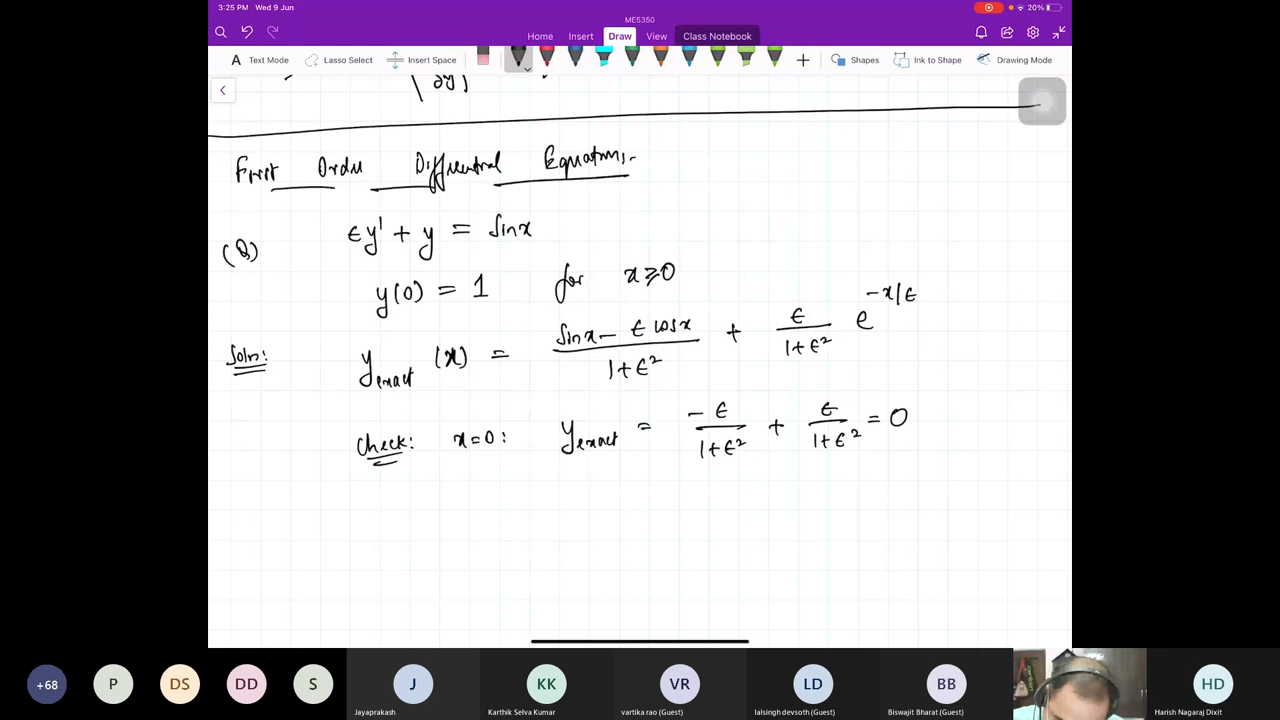 3:25 PM Wed 9 Jun
20%
ME5350
Home Insert Draw View Class Notebook
Text Mode Lasso Select Insert Space Shapes Ink to Shape Drawing Mode
First Order Differential Equations.
(Q) ϵy' + y = sinx
y(0) = 1 for x ≥ 0
Soln: y_exact (x) = (sinx - ϵ cosx)/(1+ϵ²) + ϵ/(1+ϵ²) e^(-x/ϵ)
Check: x=0: y_exact = -ϵ/(1+ϵ²) + ϵ/(1+ϵ²) = 0
+68 P DS DD S J KK VR LD BB HD
Jayaprakash Karthik Selva Kumar vartika rao (Guest) lalsingh devsoth (Guest) Biswajit Bharat (Guest) Harish Nagaraj Dixit